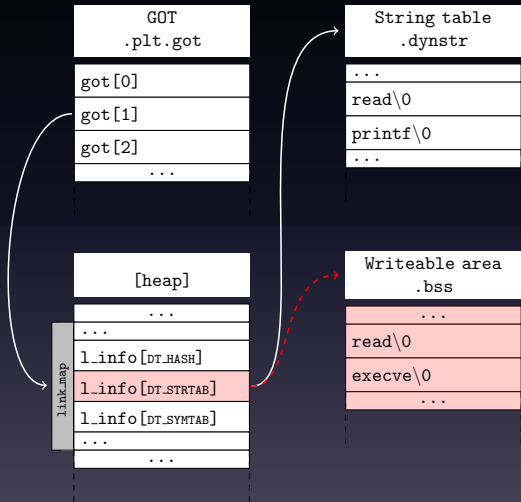 GOT
.plt.got
got[0]
got[1]
got[2]
...
String table
.dynstr
...
read\0
printf\0
...
[heap]
...
...
l_info[DT_HASH]
l_info[DT_STRTAB]
l_info[DT_SYMTAB]
...
...
link_map
Writeable area
.bss
...
read\0
execve\0
...